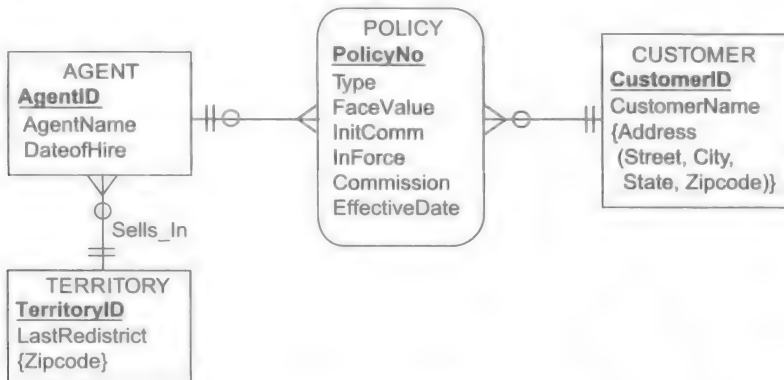 AGENT
AgentID
AgentName
DateofHire
POLICY
PolicyNo
Type
FaceValue
InitComm
InForce
Commission
EffectiveDate
CUSTOMER
CustomerID
CustomerName
{Address
(Street, City,
State, Zipcode)}
Sells_In
TERRITORY
TerritoryID
LastRedistrict
{Zipcode}